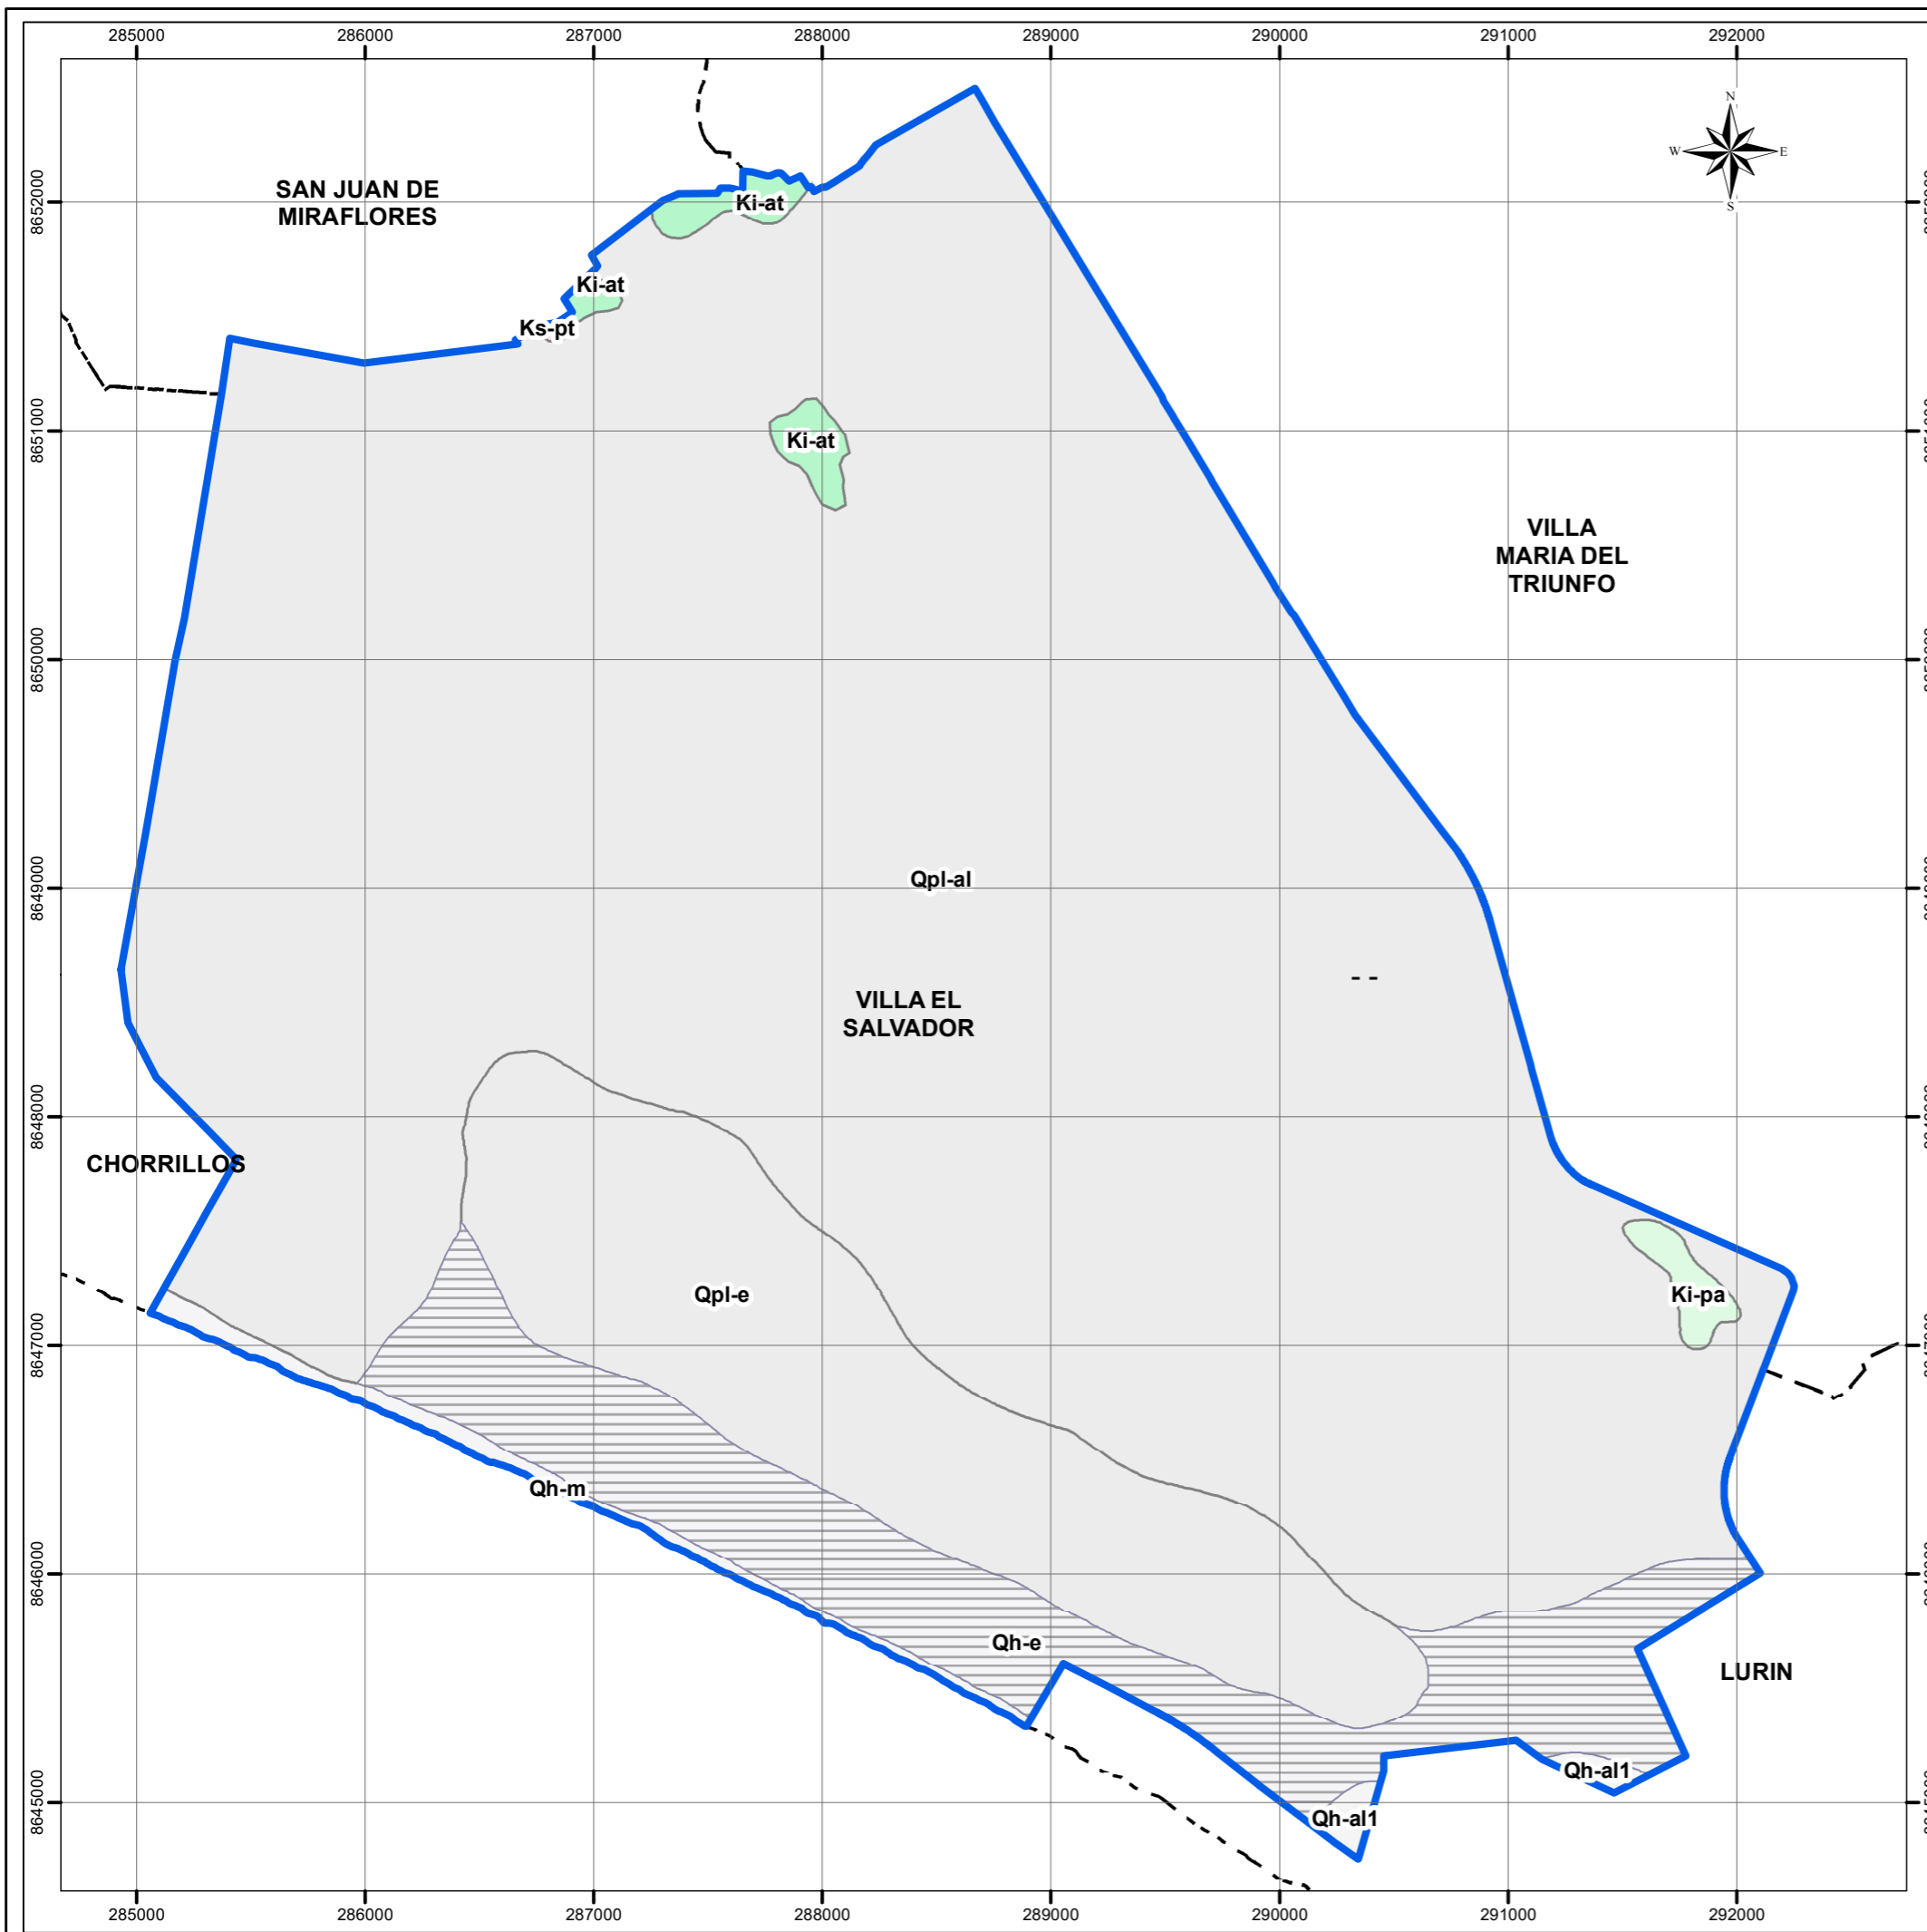 285000 286000 287000 288000 289000 290000 291000 292000
N
W E
S
SAN JUAN DE
MIRAFLORES
8652000
Ki-at
Ki-at
Ks-pt
8651000
Ki-at
VILLA
MARIA DEL
TRIUNFO
8650000
8649000
Qpl-al
VILLA EL
SALVADOR
8648000
CHORRILLOS
Qpl-e
Ki-pa
8647000
Qh-m
8646000
Qh-e
LURIN
Qh-al1
8645000
Qh-al1
285000 286000 287000 288000 289000 290000 291000 292000